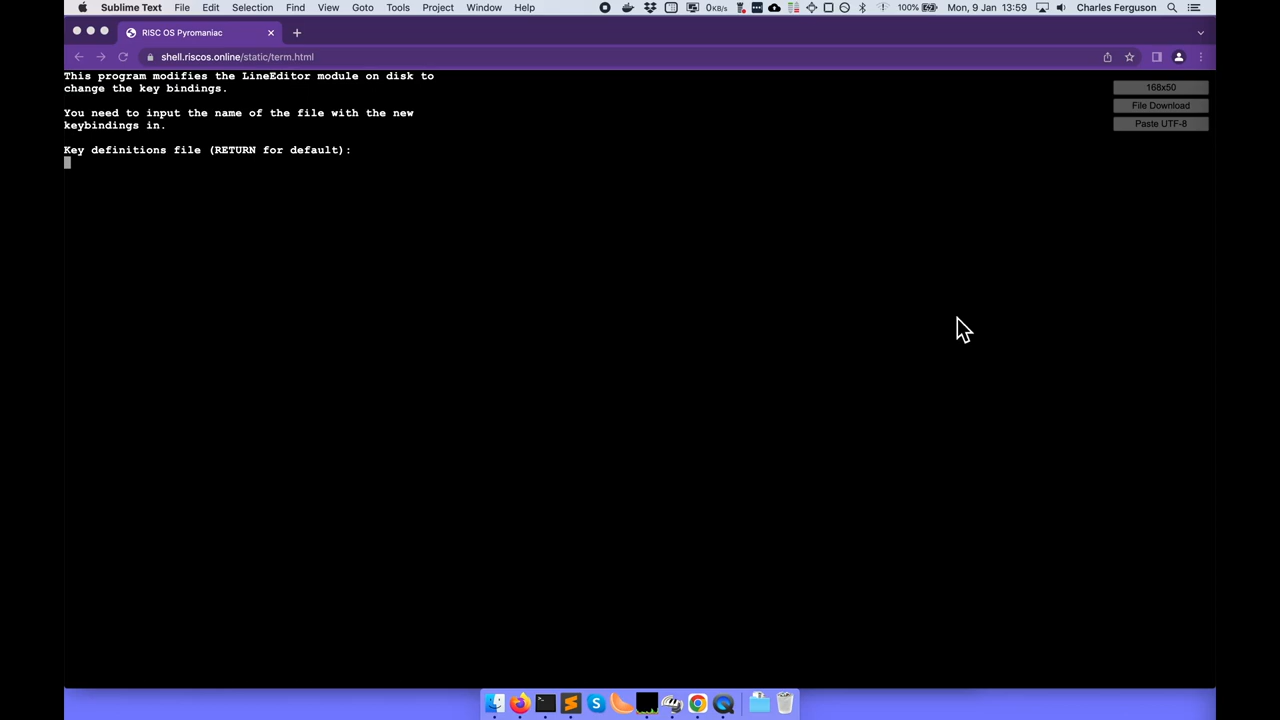 Sublime Text File Edit Selection Find View Goto Tools Project Window Help 0KB/s 100% Mon, 9 Jan 13:59 Charles Ferguson
RISC OS Pyromaniac
shell.riscos.online/static/term.html
This program modifies the LineEditor module on disk to
change the key bindings.
You need to input the name of the file with the new
keybindings in.
Key definitions file (RETURN for default):
168x50
File Download
Paste UTF-8